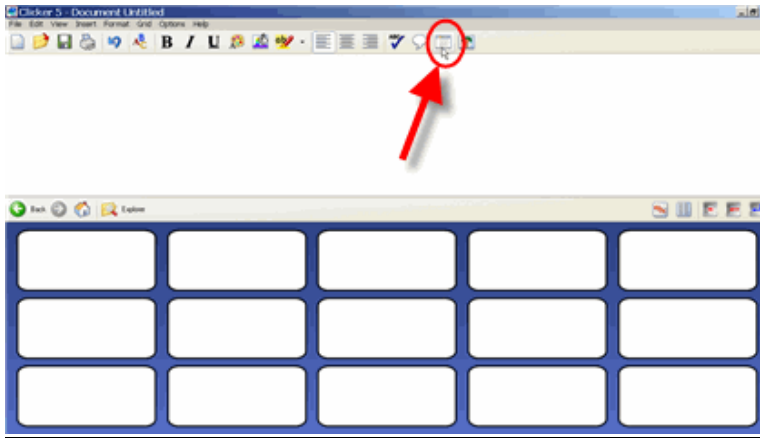 Clicker 5 - Document Untitled
File Edit View Insert Format Grid Options Help
B I U
Back Explore